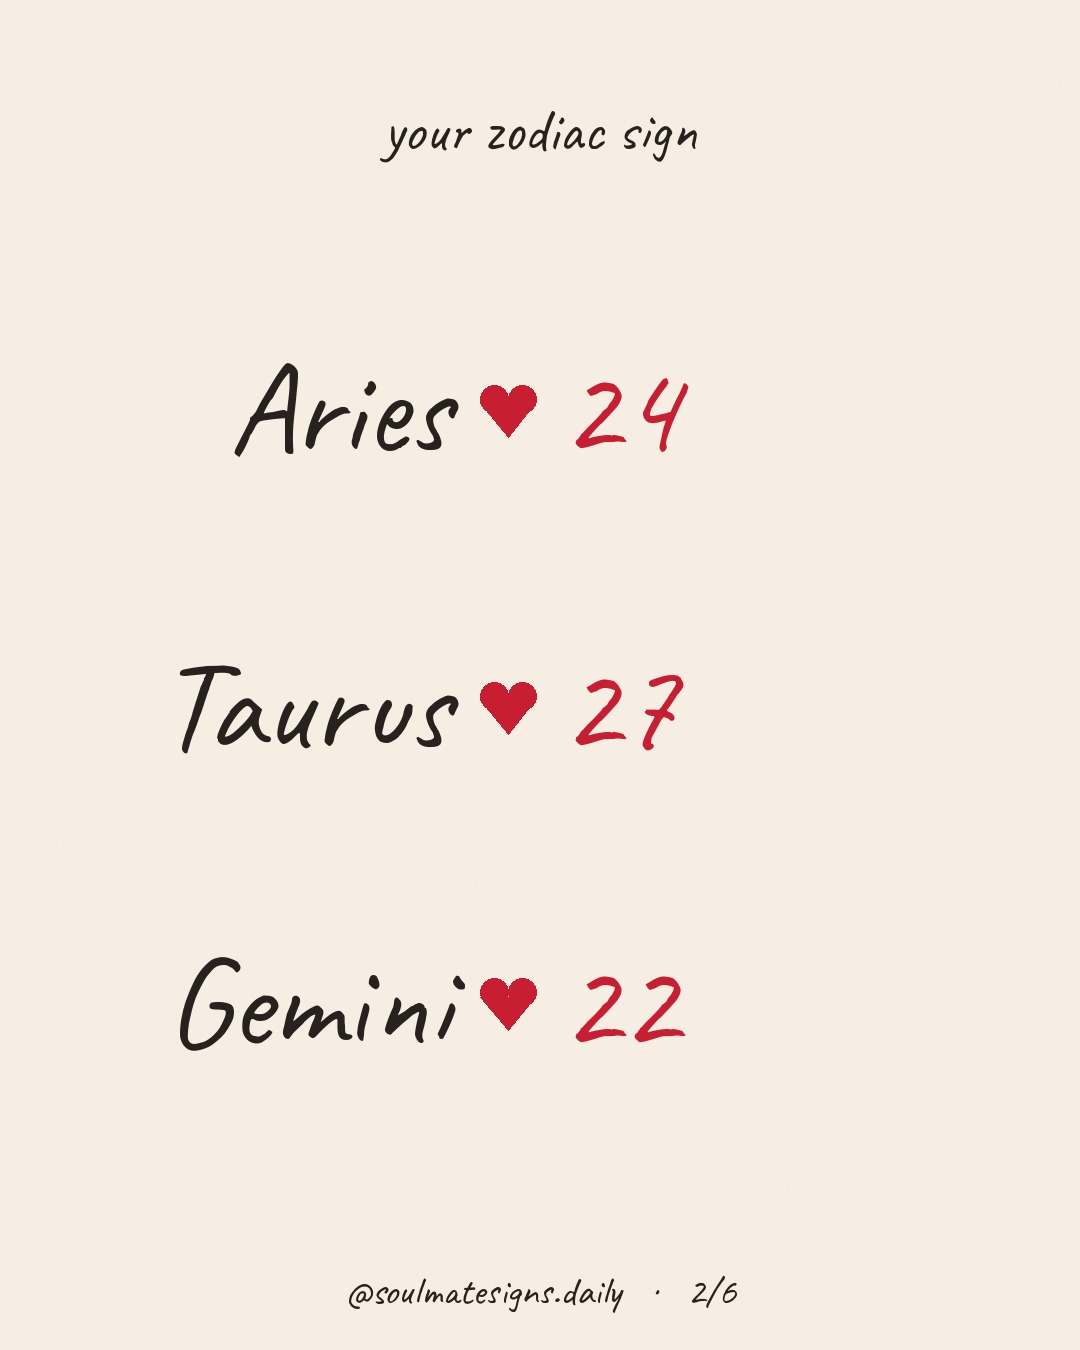 your zodiac sign
Aries ♥ 24
Taurus ♥ 27
Gemini ♥ 22
@soulmatesigns.daily · 2/6